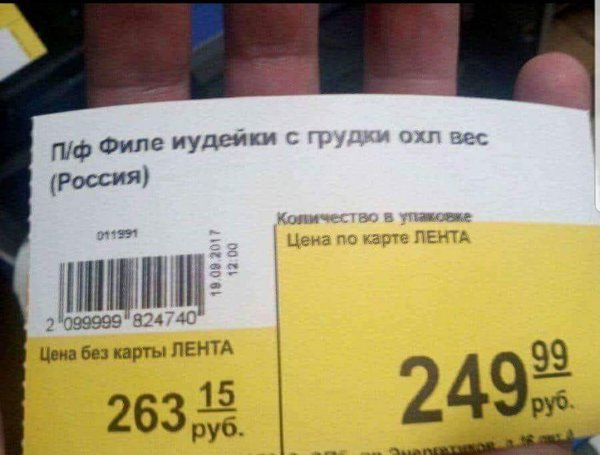 П/ф Филе иудейки с грудки охл вес
(Россия)
Количество в упаковке
011991
Цена по карте ЛЕНТА
19.09.2017
12:00
2 099999 824740
Цена без карты ЛЕНТА
263 15
руб.
249 99
руб.